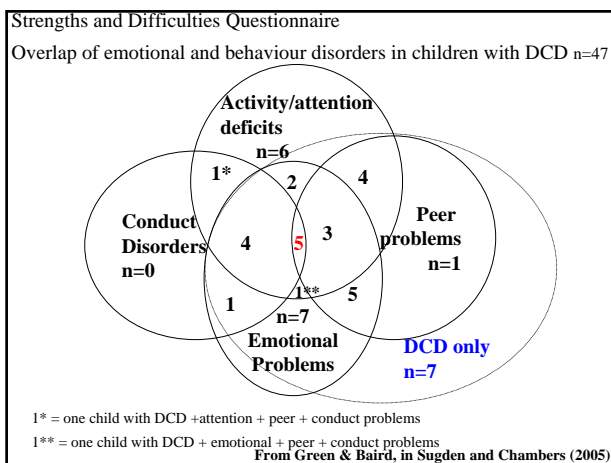 Strengths and Difficulties Questionnaire
Overlap of emotional and behaviour disorders in children with DCD n=47
Activity/attention
deficits
n=6
1*
2
4
Conduct
Disorders
n=0
4
5
3
Peer
problems
n=1
1
1**
5
n=7
Emotional
Problems
DCD only
n=7
1* = one child with DCD +attention + peer + conduct problems
1** = one child with DCD + emotional + peer + conduct problems
From Green & Baird, in Sugden and Chambers (2005)